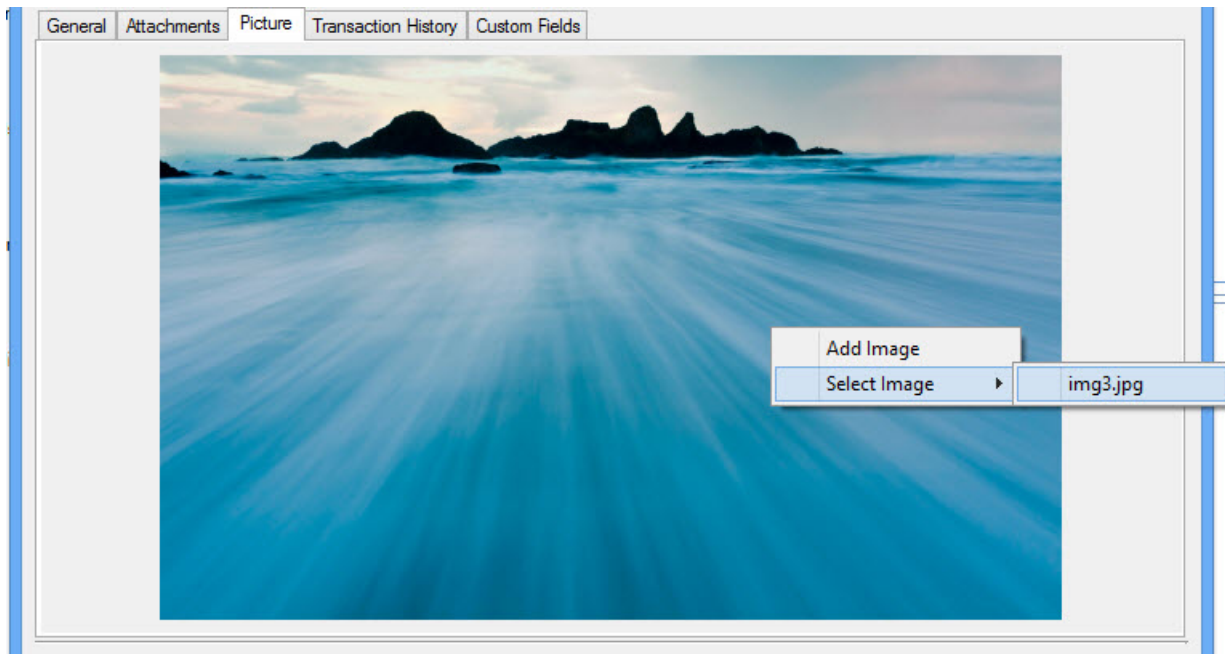 General Attachments Picture Transaction History Custom Fields
Add Image
Select Image img3.jpg